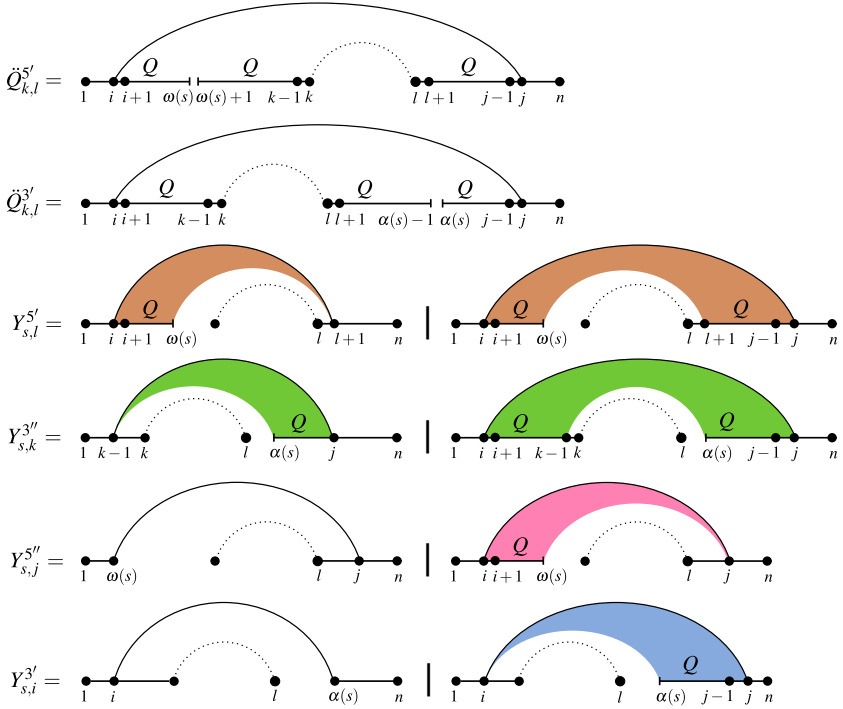 Q Q Q
Q̈^{5′}_{k,l} =
1 i i+1 ω(s) ω(s)+1 k−1 k l l+1 j−1 j n
Q Q Q
Q̈^{3′}_{k,l} =
1 i i+1 k−1 k l l+1 α(s)−1 α(s) j−1 j n
Q Q Q
Y^{5′}_{s,l} = |
1 i i+1 ω(s) l l+1 n 1 i i+1 ω(s) l l+1 j−1 j n
Q Q Q
Y^{3″}_{s,k} = |
1 k−1 k l α(s) j n 1 i i+1 k−1 k l α(s) j−1 j n
Q
Y^{5″}_{s,j} = |
1 ω(s) l j n 1 i i+1 ω(s) l j n
Q
Y^{3′}_{s,i} = |
1 i l α(s) n 1 i l α(s) j−1 j n